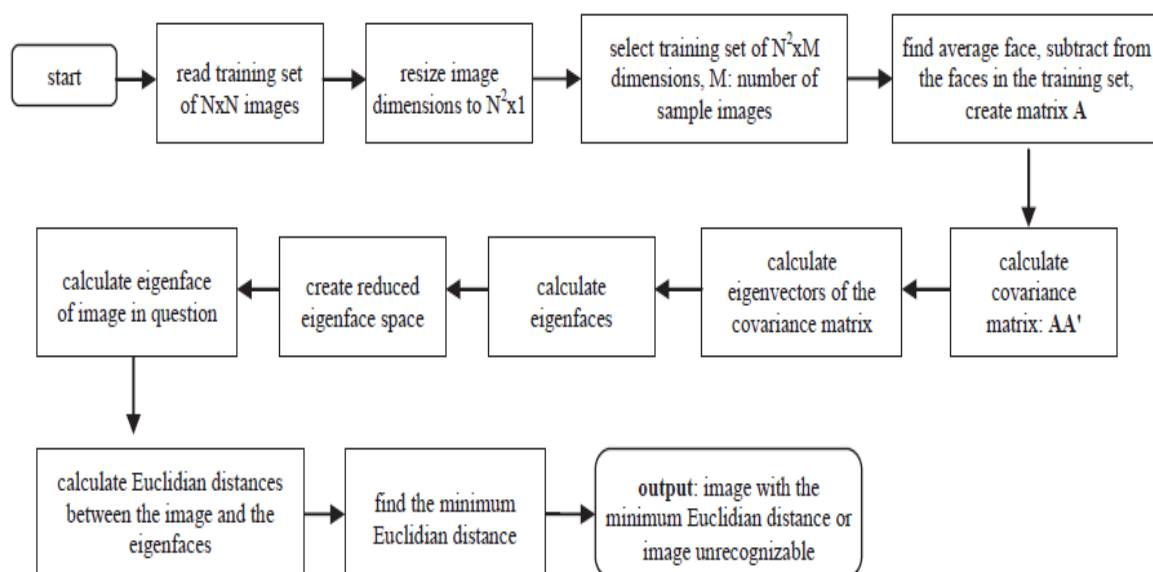 start
read training set
of NxN images
resize image
dimensions to N²x1
select training set of N²xM
dimensions, M: number of
sample images
find average face, subtract from
the faces in the training set,
create matrix A
calculate
covariance
matrix: AA'
calculate
eigenvectors of the
covariance matrix
calculate
eigenfaces
create reduced
eigenface space
calculate eigenface
of image in question
calculate Euclidian distances
between the image and the
eigenfaces
find the minimum
Euclidian distance
output: image with the
minimum Euclidian distance or
image unrecognizable